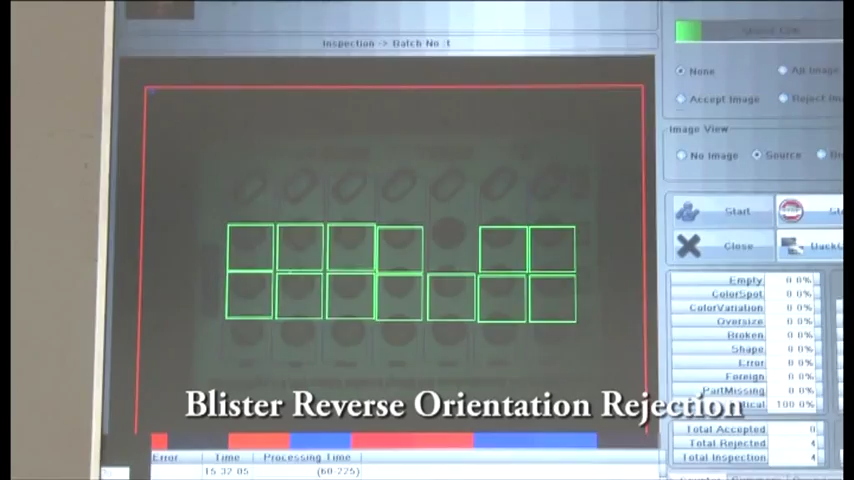 Inspection -> Batch No :t
None
Accept Image
Image View
No Image
Source
Start
Close
Empty 0.0%
ColorSpot 0.0%
ColorVariation 0.0%
Oversize 0.0%
Broken 0.0%
Shape 0.0%
Error 0.0%
Foreign 0.0%
PartMissing 0.0%
100.0%
Blister Reverse Orientation Rejection
Total Accepted 0
Total Rejected 4
Total Inspection 4
Error Time Processing Time
15:32:05 (60.225)